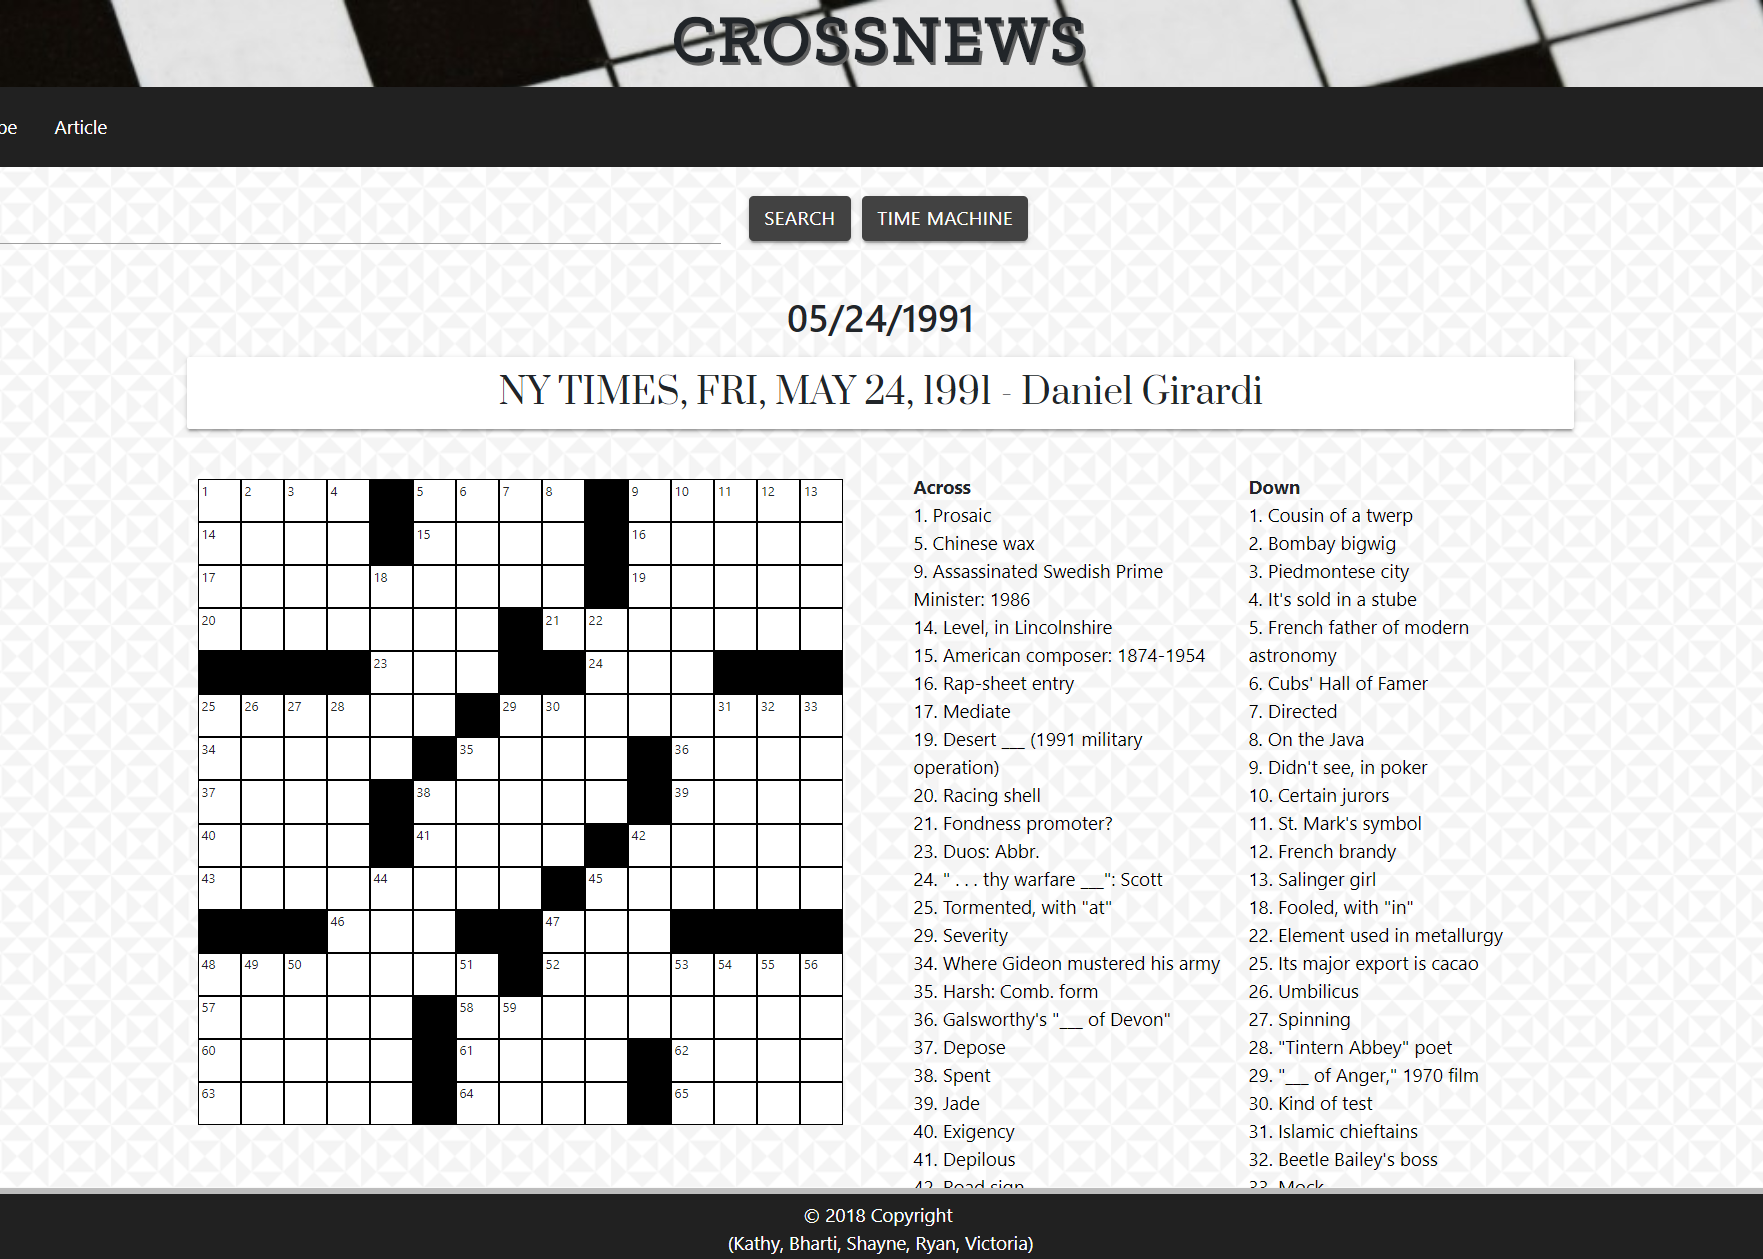 CROSSNEWS
Article
SEARCH
TIME MACHINE
05/24/1991
NY TIMES, FRI, MAY 24, 1991 - Daniel Girardi
1 2 3 4 5 6 7 8 9 10 11 12 13
14 15 16
17 18 19
20 21 22
23 24
25 26 27 28 29 30 31 32 33
34 35 36
37 38 39
40 41 42
43 44 45
46 47
48 49 50 51 52 53 54 55 56
57 58 59
60 61 62
63 64 65
Across
1. Prosaic
5. Chinese wax
9. Assassinated Swedish Prime
Minister: 1986
14. Level, in Lincolnshire
15. American composer: 1874-1954
16. Rap-sheet entry
17. Mediate
19. Desert ___ (1991 military
operation)
20. Racing shell
21. Fondness promoter?
23. Duos: Abbr.
24. " . . . thy warfare ___": Scott
25. Tormented, with "at"
29. Severity
34. Where Gideon mustered his army
35. Harsh: Comb. form
36. Galsworthy's "___ of Devon"
37. Depose
38. Spent
39. Jade
40. Exigency
41. Depilous
42. Road sign
Down
1. Cousin of a twerp
2. Bombay bigwig
3. Piedmontese city
4. It's sold in a stube
5. French father of modern
astronomy
6. Cubs' Hall of Famer
7. Directed
8. On the Java
9. Didn't see, in poker
10. Certain jurors
11. St. Mark's symbol
12. French brandy
13. Salinger girl
18. Fooled, with "in"
22. Element used in metallurgy
25. Its major export is cacao
26. Umbilicus
27. Spinning
28. "Tintern Abbey" poet
29. "___ of Anger," 1970 film
30. Kind of test
31. Islamic chieftains
32. Beetle Bailey's boss
33. Mock
© 2018 Copyright
(Kathy, Bharti, Shayne, Ryan, Victoria)